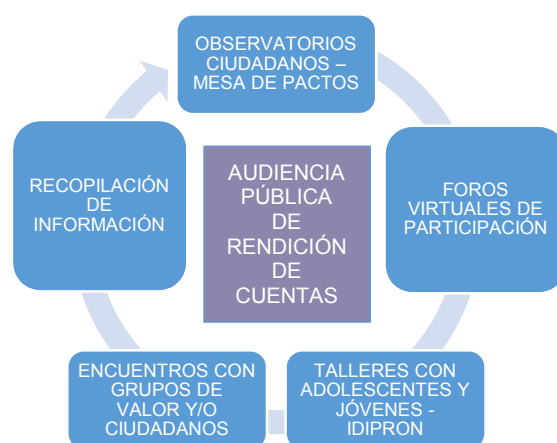 OBSERVATORIOS
CIUDADANOS –
MESA DE PACTOS
FOROS
VIRTUALES DE
PARTICIPACIÓN
TALLERES CON
ADOLESCENTES Y
JÓVENES -
IDIPRON
ENCUENTROS CON
GRUPOS DE
VALOR Y/O
CIUDADANOS
RECOPILACIÓN
DE
INFORMACIÓN
AUDIENCIA
PÚBLICA
DE
RENDICIÓN
DE
CUENTAS